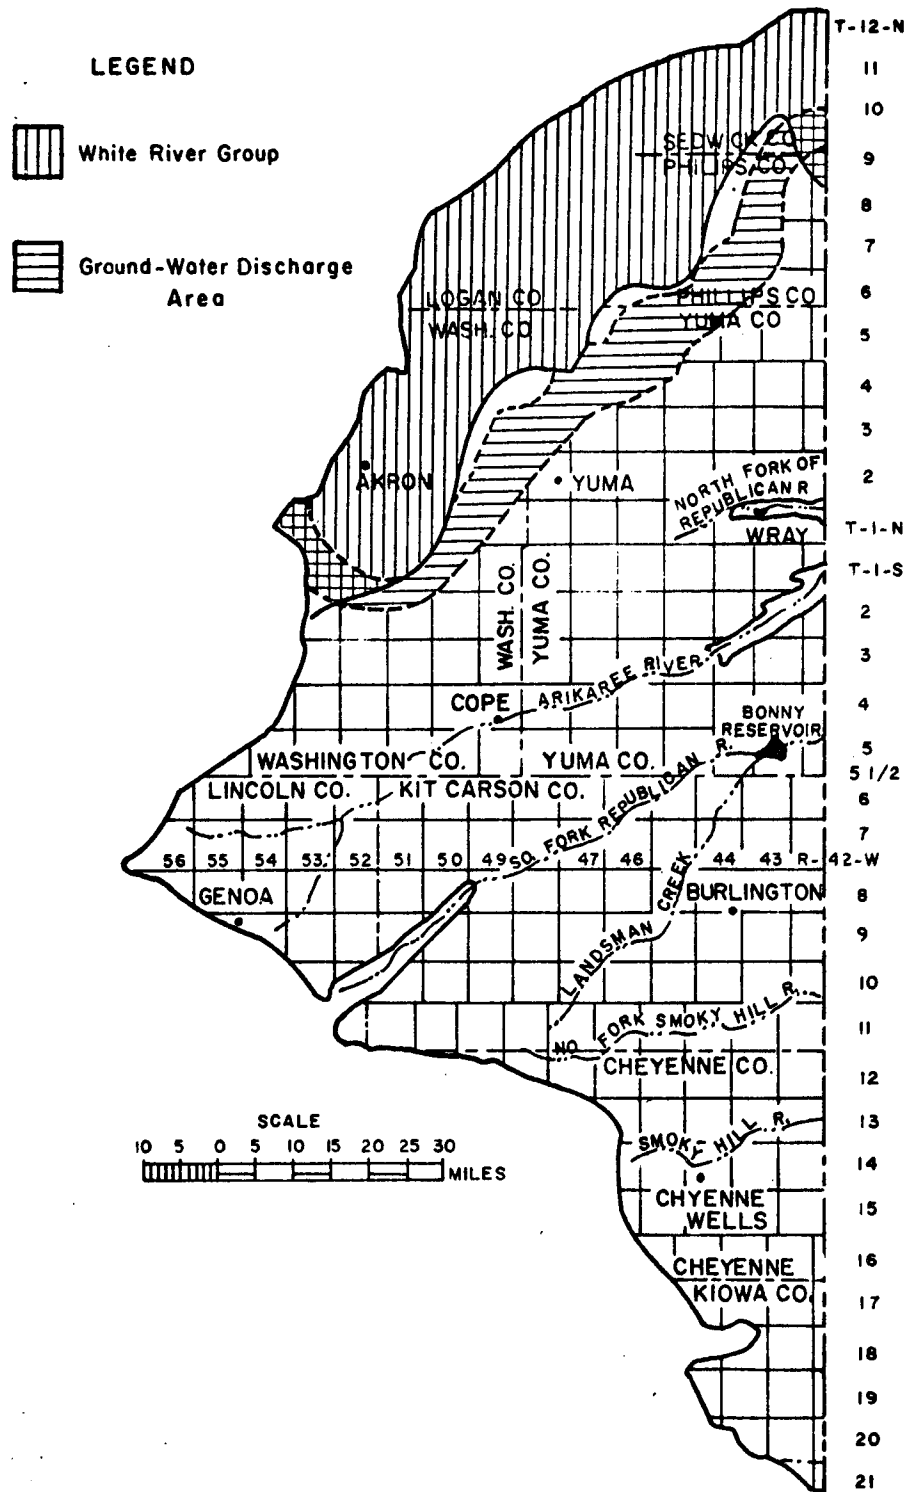 LEGEND
White River Group
Ground-Water Discharge
Area
T-12-N
11
10
SEDWICK CO
9
PHILIPS CO.
8
7
6
LOGAN CO
PHILLIPS CO
WASH. CO
YUMA CO
5
4
3
2
AKRON
YUMA
NORTH FORK OF
REPUBLICAN R
T-1-N
WRAY
T-1-S
WASH. CO.
YUMA CO.
2
3
COPE
ARIKAREE RIVER
4
BONNY
RESERVOIR
5
WASHINGTON CO.
YUMA CO.
5 1/2
LINCOLN CO.
KIT CARSON CO.
6
SO. FORK REPUBLICAN R.
7
56 55 54 53 52 51 50 49 47 46 44 43 R- 42-W
GENOA
BURLINGTON
8
LANDSMAN CREEK
9
10
NO. FORK SMOKY HILL R.
11
CHEYENNE CO.
12
SCALE
10 5 0 5 10 15 20 25 30
MILES
13
SMOKY HILL R.
14
CHYENNE
WELLS
15
CHEYENNE
16
KIOWA CO.
17
18
19
20
21